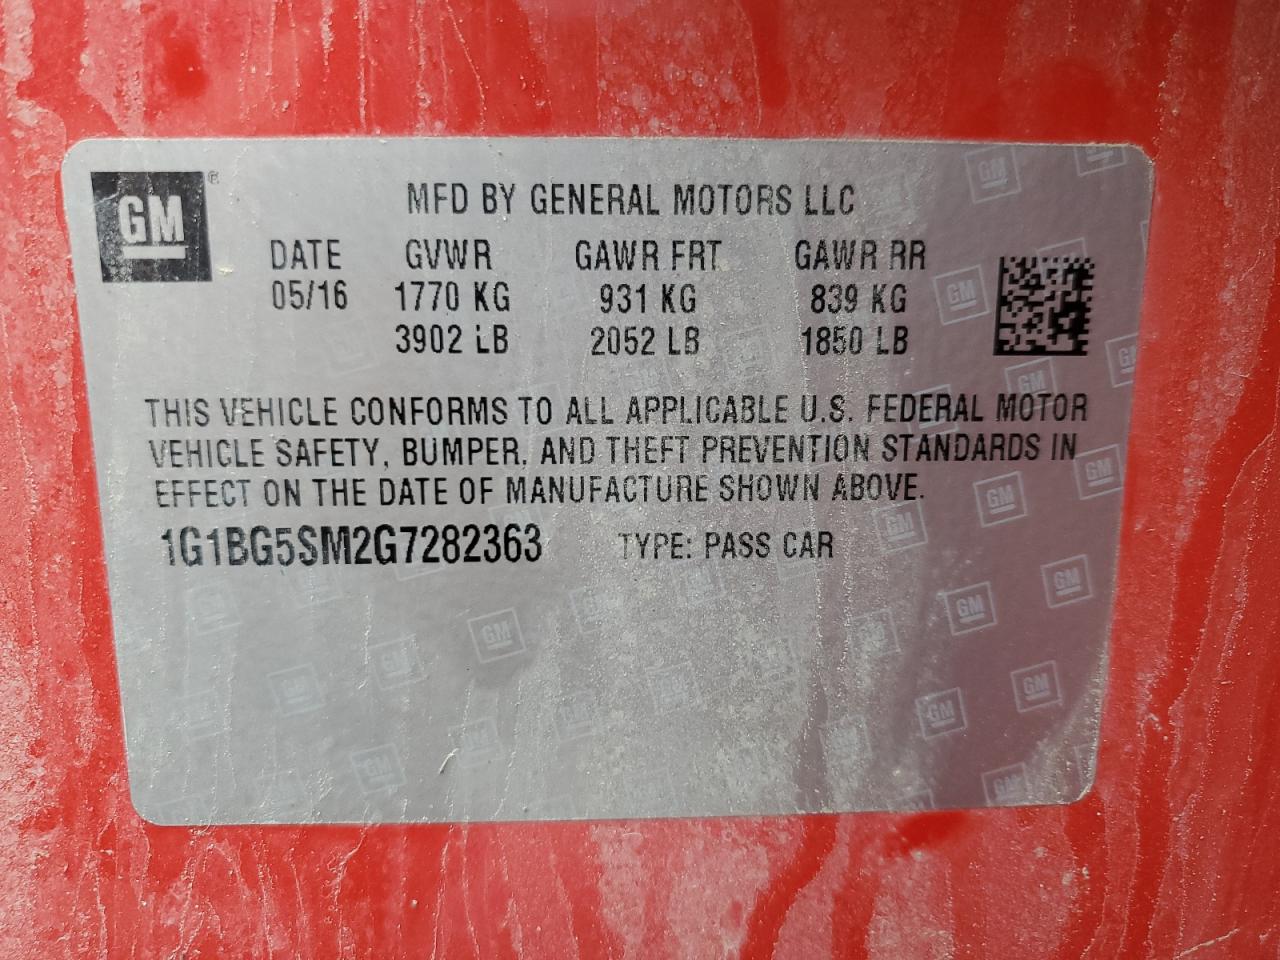 GM ®
MFD BY GENERAL MOTORS LLC
DATE GVWR GAWR FRT GAWR RR
05/16 1770 KG 931 KG 839 KG
3902 LB 2052 LB 1850 LB
THIS VEHICLE CONFORMS TO ALL APPLICABLE U.S. FEDERAL MOTOR
VEHICLE SAFETY, BUMPER, AND THEFT PREVENTION STANDARDS IN
EFFECT ON THE DATE OF MANUFACTURE SHOWN ABOVE.
1G1BG5SM2G7282363 TYPE: PASS CAR